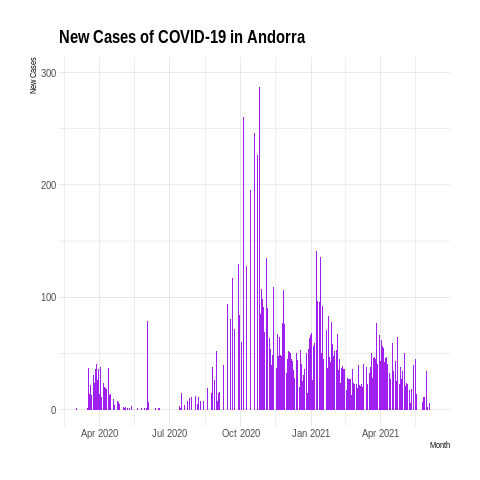 New Cases of COVID-19 in Andorra
New Cases
300
200
100
0
Apr 2020 Jul 2020 Oct 2020 Jan 2021 Apr 2021
Month